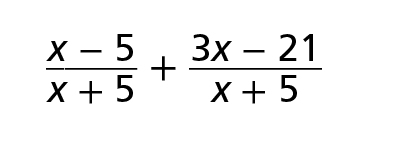 x − 5 / x + 5 + 3x − 21 / x + 5